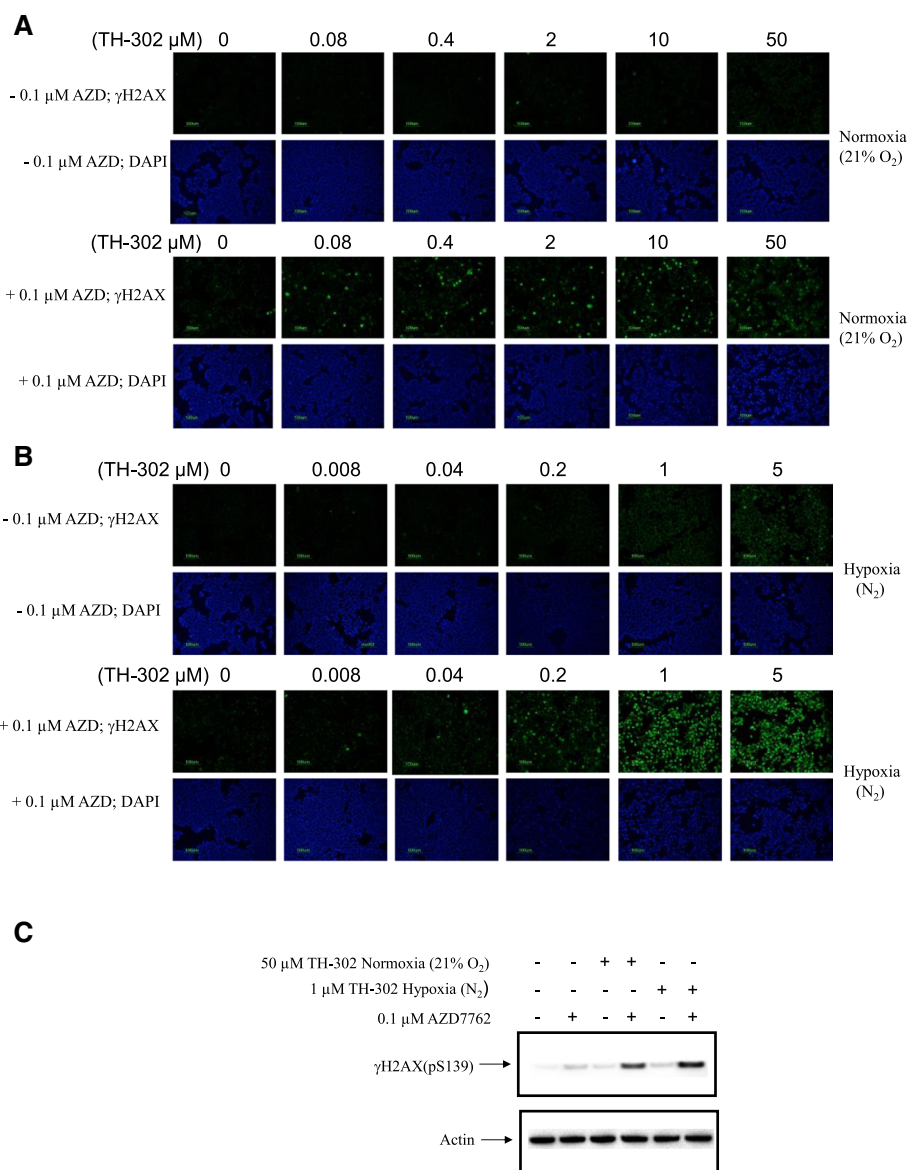 A
(TH-302 µM) 0 0.08 0.4 2 10 50
- 0.1 µM AZD; γH2AX
- 0.1 µM AZD; DAPI
Normoxia
(21% O₂)
(TH-302 µM) 0 0.08 0.4 2 10 50
+ 0.1 µM AZD; γH2AX
+ 0.1 µM AZD; DAPI
Normoxia
(21% O₂)
B
(TH-302 µM) 0 0.008 0.04 0.2 1 5
- 0.1 µM AZD; γH2AX
- 0.1 µM AZD; DAPI
Hypoxia
(N₂)
(TH-302 µM) 0 0.008 0.04 0.2 1 5
+ 0.1 µM AZD; γH2AX
+ 0.1 µM AZD; DAPI
Hypoxia
(N₂)
C
50 µM TH-302 Normoxia (21% O₂) - - + + - -
1 µM TH-302 Hypoxia (N₂) - - - - + +
0.1 µM AZD7762 - + - + - +
γH2AX(pS139)
Actin